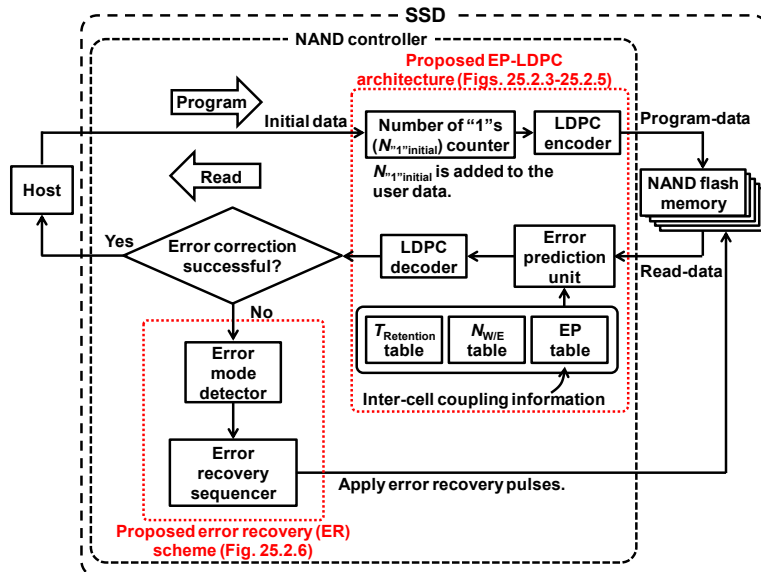 SSD
NAND controller
Proposed EP-LDPC
architecture (Figs. 25.2.3-25.2.5)
Program
Initial data
Number of "1"s
(N"1"initial) counter
LDPC
encoder
Program-data
N"1"initial is added to the
user data.
Read
Host
NAND flash
memory
Yes
Error correction
successful?
LDPC
decoder
Error
prediction
unit
Read-data
No
TRetention
table
NW/E
table
EP
table
Inter-cell coupling information
Error
mode
detector
Error
recovery
sequencer
Apply error recovery pulses.
Proposed error recovery (ER)
scheme (Fig. 25.2.6)